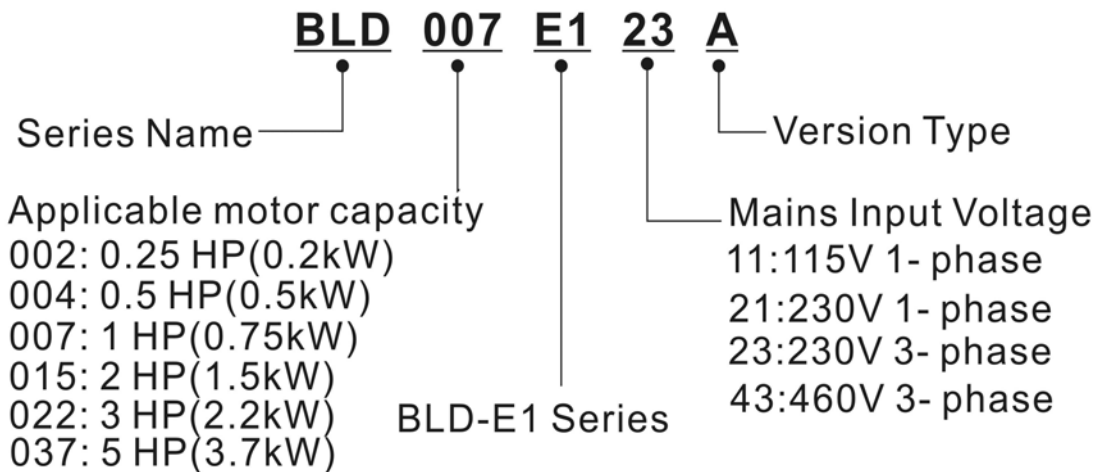 BLD 007 E1 23 A
Series Name
Version Type
Applicable motor capacity
002: 0.25 HP(0.2kW)
004: 0.5 HP(0.5kW)
007: 1 HP(0.75kW)
015: 2 HP(1.5kW)
022: 3 HP(2.2kW)
037: 5 HP(3.7kW)
BLD-E1 Series
Mains Input Voltage
11:115V 1- phase
21:230V 1- phase
23:230V 3- phase
43:460V 3- phase